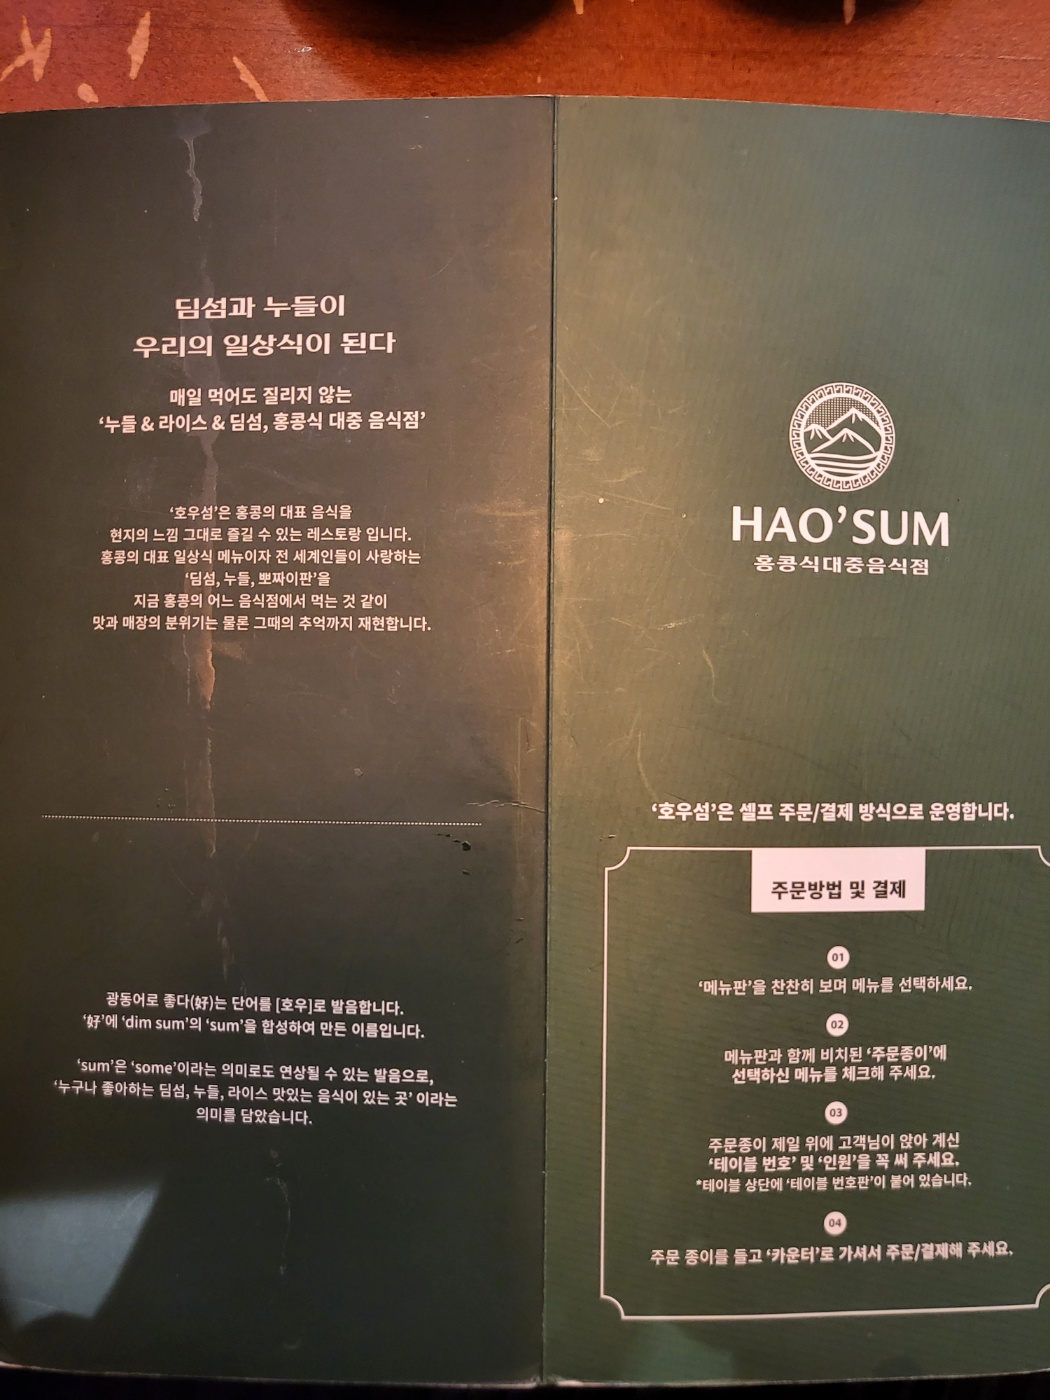 딤섬과 누들이
우리의 일상식이 된다
매일 먹어도 질리지 않는
‘누들 & 라이스 & 딤섬, 홍콩식 대중 음식점’
‘호우섬’은 홍콩의 대표 음식을
현지의 느낌 그대로 즐길 수 있는 레스토랑 입니다.
홍콩의 대표 일상식 메뉴이자 전 세계인들이 사랑하는
‘딤섬, 누들, 뽀짜이판’을
지금 홍콩의 어느 음식점에서 먹는 것 같이
맛과 매장의 분위기는 물론 그때의 추억까지 재현합니다.
광동어로 좋다(好)는 단어를 [호우]로 발음합니다.
‘好’에 ‘dim sum’의 ‘sum’을 합성하여 만든 이름입니다.
‘sum’은 ‘some’이라는 의미로도 연상될 수 있는 발음으로,
‘누구나 좋아하는 딤섬, 누들, 라이스 맛있는 음식이 있는 곳’ 이라는
의미를 담았습니다.
HAO’SUM
홍콩식대중음식점
‘호우섬’은 셀프 주문/결제 방식으로 운영합니다.
주문방법 및 결제
01
‘메뉴판’을 찬찬히 보며 메뉴를 선택하세요.
02
메뉴판과 함께 비치된 ‘주문종이’에
선택하신 메뉴를 체크해 주세요.
03
주문종이 제일 위에 고객님이 앉아 계신
‘테이블 번호’ 및 ‘인원’을 꼭 써 주세요.
*테이블 상단에 ‘테이블 번호판’이 붙어 있습니다.
04
주문 종이를 들고 ‘카운터’로 가셔서 주문/결제해 주세요.